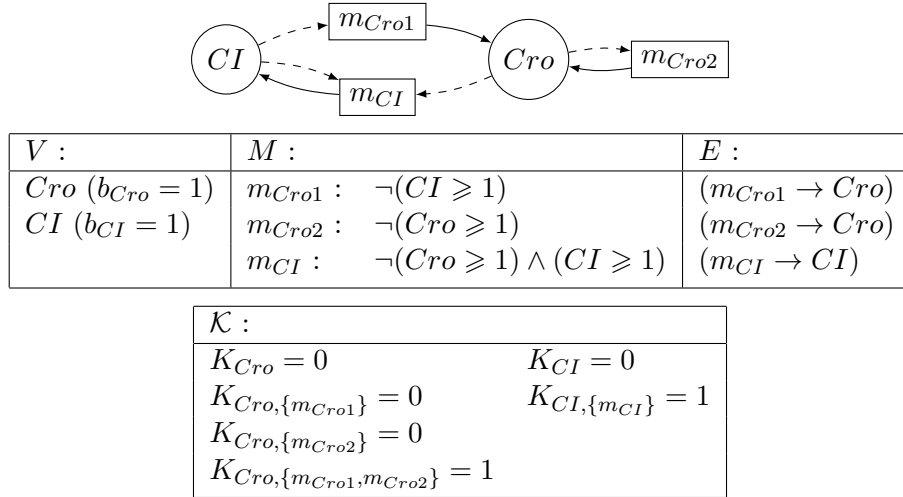 m_{Cro1}
CI Cro m_{Cro2}
m_{CI}
V : M : E :
Cro (b_{Cro} = 1) m_{Cro1} : ¬(CI ⩾ 1) (m_{Cro1} → Cro)
CI (b_{CI} = 1) m_{Cro2} : ¬(Cro ⩾ 1) (m_{Cro2} → Cro)
m_{CI} : ¬(Cro ⩾ 1) ∧ (CI ⩾ 1) (m_{CI} → CI)
𝒦 :
K_{Cro} = 0 K_{CI} = 0
K_{Cro,{m_{Cro1}}} = 0 K_{CI,{m_{CI}}} = 1
K_{Cro,{m_{Cro2}}} = 0
K_{Cro,{m_{Cro1},m_{Cro2}}} = 1